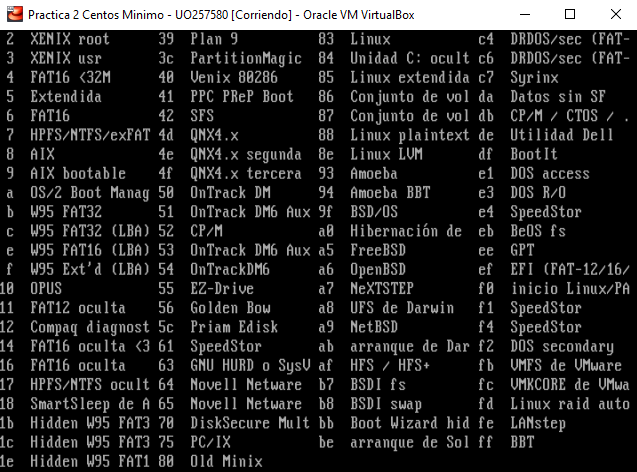 Practica 2 Centos Minimo - UO257580 [Corriendo] - Oracle VM VirtualBox
2 XENIX root 39 Plan 9 83 Linux c4 DRDOS/sec (FAT-
3 XENIX usr 3c PartitionMagic 84 Unidad C: ocult c6 DRDOS/sec (FAT-
4 FAT16 <32M 40 Venix 80286 85 Linux extendida c7 Syrinx
5 Extendida 41 PPC PReP Boot 86 Conjunto de vol da Datos sin SF
6 FAT16 42 SFS 87 Conjunto de vol db CP/M / CTOS / .
7 HPFS/NTFS/exFAT 4d QNX4.x 88 Linux plaintext de Utilidad Dell
8 AIX 4e QNX4.x segunda 8e Linux LVM df BootIt
9 AIX bootable 4f QNX4.x tercera 93 Amoeba e1 DOS access
a OS/2 Boot Manag 50 OnTrack DM 94 Amoeba BBT e3 DOS R/O
b W95 FAT32 51 OnTrack DM6 Aux 9f BSD/OS e4 SpeedStor
c W95 FAT32 (LBA) 52 CP/M a0 Hibernación de eb BeOS fs
e W95 FAT16 (LBA) 53 OnTrack DM6 Aux a5 FreeBSD ee GPT
f W95 Ext'd (LBA) 54 OnTrackDM6 a6 OpenBSD ef EFI (FAT-12/16/
10 OPUS 55 EZ-Drive a7 NeXTSTEP f0 inicio Linux/PA
11 FAT12 oculta 56 Golden Bow a8 UFS de Darwin f1 SpeedStor
12 Compaq diagnost 5c Priam Edisk a9 NetBSD f4 SpeedStor
14 FAT16 oculta <3 61 SpeedStor ab arranque de Dar f2 DOS secondary
16 FAT16 oculta 63 GNU HURD o SysV af HFS / HFS+ fb VMFS de VMware
17 HPFS/NTFS ocult 64 Novell Netware b7 BSDI fs fc VMKCORE de VMwa
18 SmartSleep de A 65 Novell Netware b8 BSDI swap fd Linux raid auto
1b Hidden W95 FAT3 70 DiskSecure Mult bb Boot Wizard hid fe LANstep
1c Hidden W95 FAT3 75 PC/IX be arranque de Sol ff BBT
1e Hidden W95 FAT1 80 Old Minix